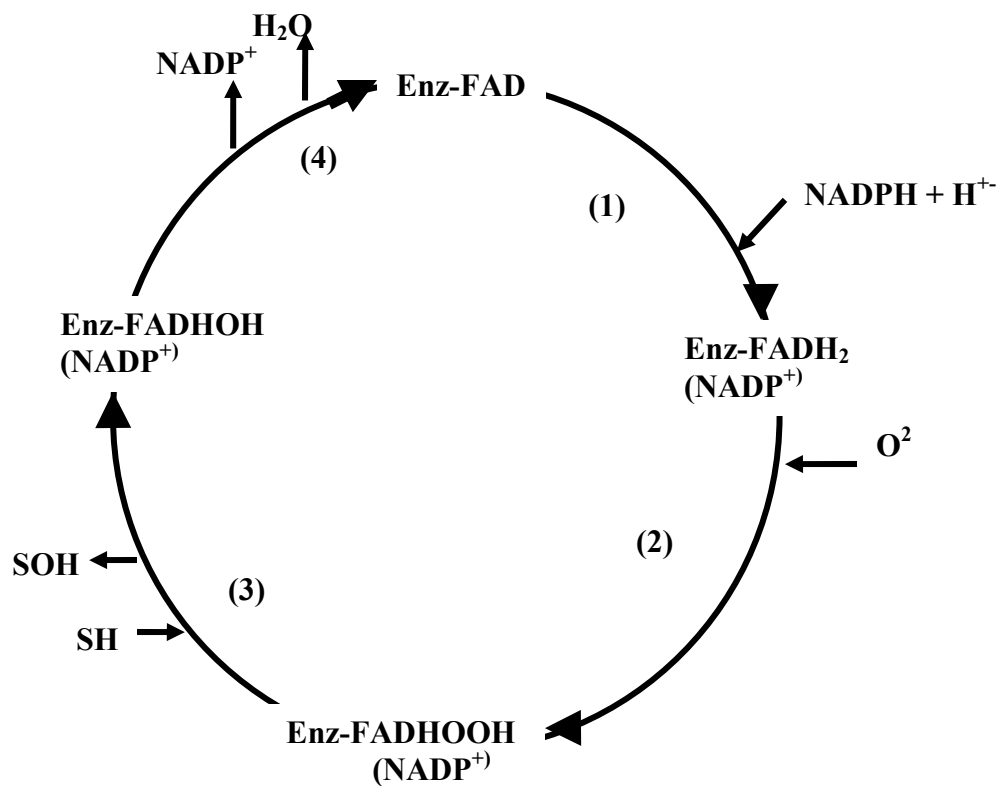 H₂O
NADP⁺
Enz-FAD
(4)
(1)
NADPH + H⁺⁻
Enz-FADHOH
(NADP⁺⁾
Enz-FADH₂
(NADP⁺⁾
O²
(2)
SOH
(3)
SH
Enz-FADHOOH
(NADP⁺⁾